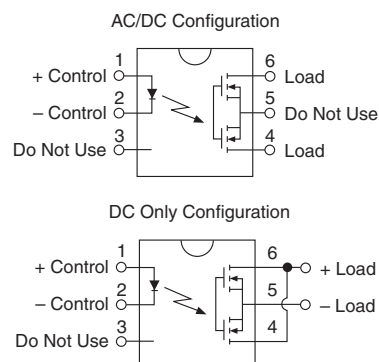 AC/DC Configuration
1 6
+ Control Load
2 5
– Control Do Not Use
3 4
Do Not Use Load
DC Only Configuration
1 6
+ Control + Load
2 5
– Control – Load
3 4
Do Not Use